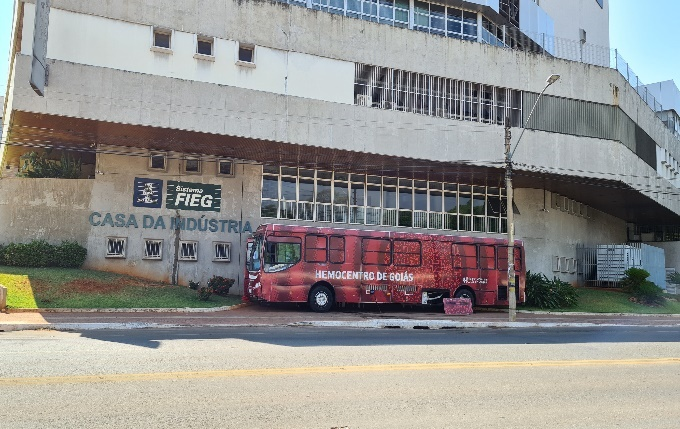 Sistema
FIEG
CASA DA INDÚSTRIA
HEMOCENTRO DE GOIÁS